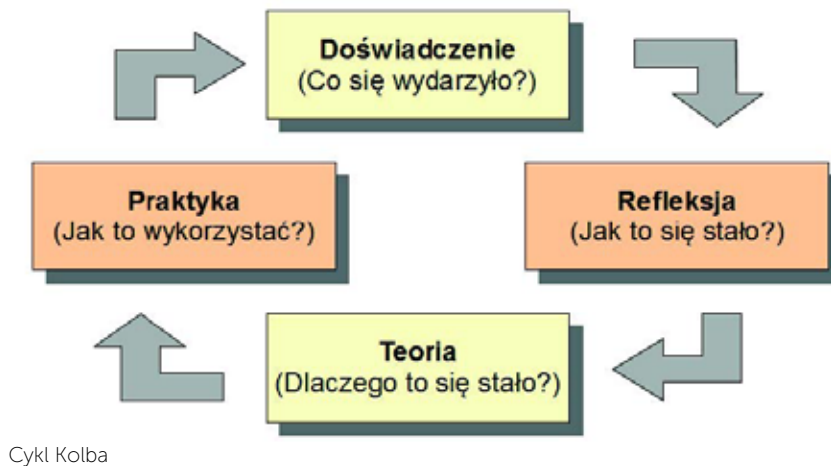 Doświadczenie
(Co się wydarzyło?)
Praktyka
(Jak to wykorzystać?)
Refleksja
(Jak to się stało?)
Teoria
(Dlaczego to się stało?)
Cykl Kolba